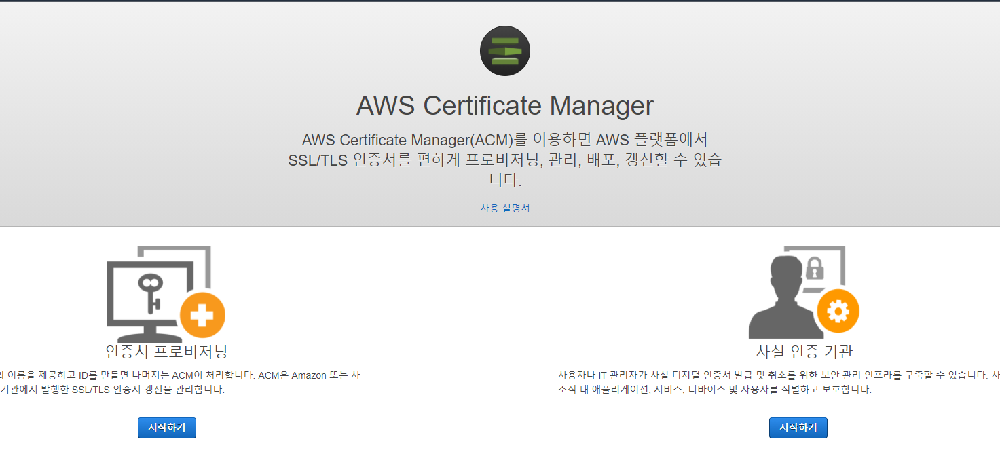 AWS Certificate Manager
AWS Certificate Manager(ACM)를 이용하면 AWS 플랫폼에서
SSL/TLS 인증서를 편하게 프로비저닝, 관리, 배포, 갱신할 수 있습
니다.
사용 설명서
인증서 프로비저닝
이름을 제공하고 ID를 만들면 나머지는 ACM이 처리합니다. ACM은 Amazon 또는 사
기관에서 발행한 SSL/TLS 인증서 갱신을 관리합니다.
시작하기
사설 인증 기관
사용자나 IT 관리자가 사설 디지털 인증서 발급 및 취소를 위한 보안 관리 인프라를 구축할 수 있습니다. 사
조직 내 애플리케이션, 서비스, 디바이스 및 사용자를 식별하고 보호합니다.
시작하기